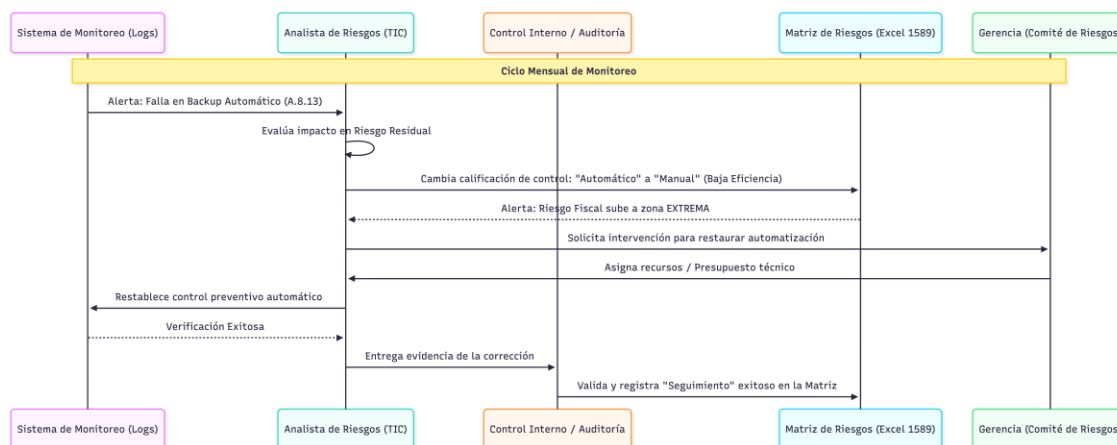 Sistema de Monitoreo (Logs)
Analista de Riesgos (TIC)
Control Interno / Auditoría
Matriz de Riesgos (Excel 1589)
Gerencia (Comité de Riesgos
Ciclo Mensual de Monitoreo
Alerta: Falla en Backup Automático (A.8.13)
Evalúa impacto en Riesgo Residual
Cambia calificación de control: "Automático" a "Manual" (Baja Eficiencia)
Alerta: Riesgo Fiscal sube a zona EXTREMA
Solicita intervención para restaurar automatización
Asigna recursos / Presupuesto técnico
Restablece control preventivo automático
Verificación Exitosa
Entrega evidencia de la corrección
Valida y registra "Seguimiento" exitoso en la Matriz
Sistema de Monitoreo (Logs)
Analista de Riesgos (TIC)
Control Interno / Auditoría
Matriz de Riesgos (Excel 1589)
Gerencia (Comité de Riesgos